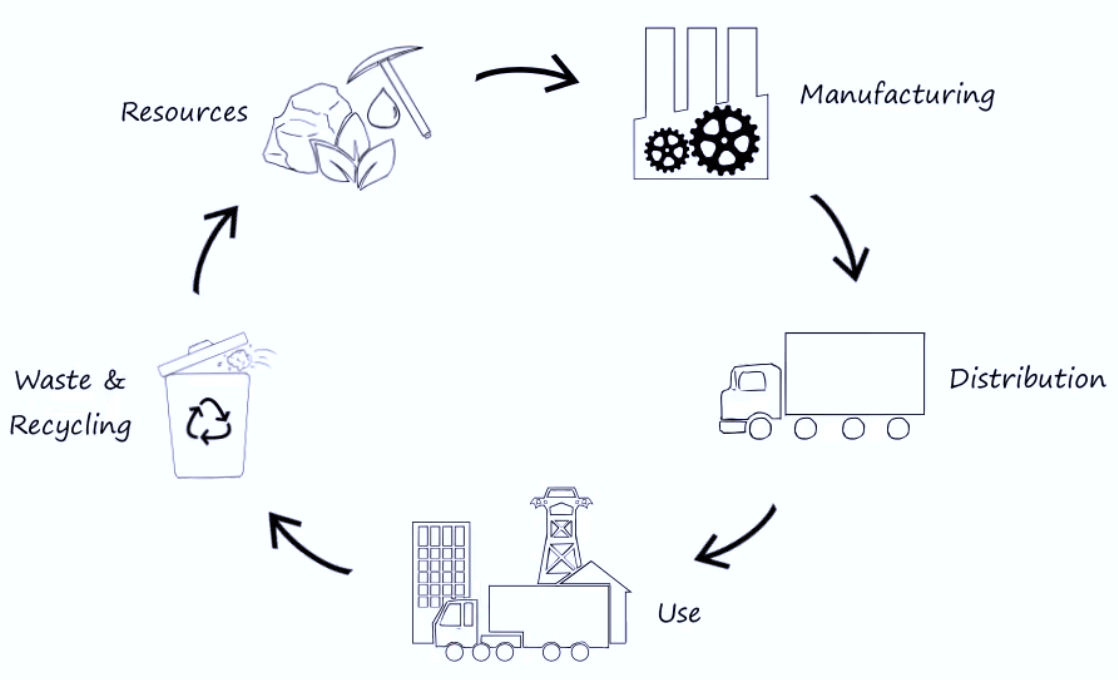 Resources
Manufacturing
Distribution
Use
Waste &
Recycling